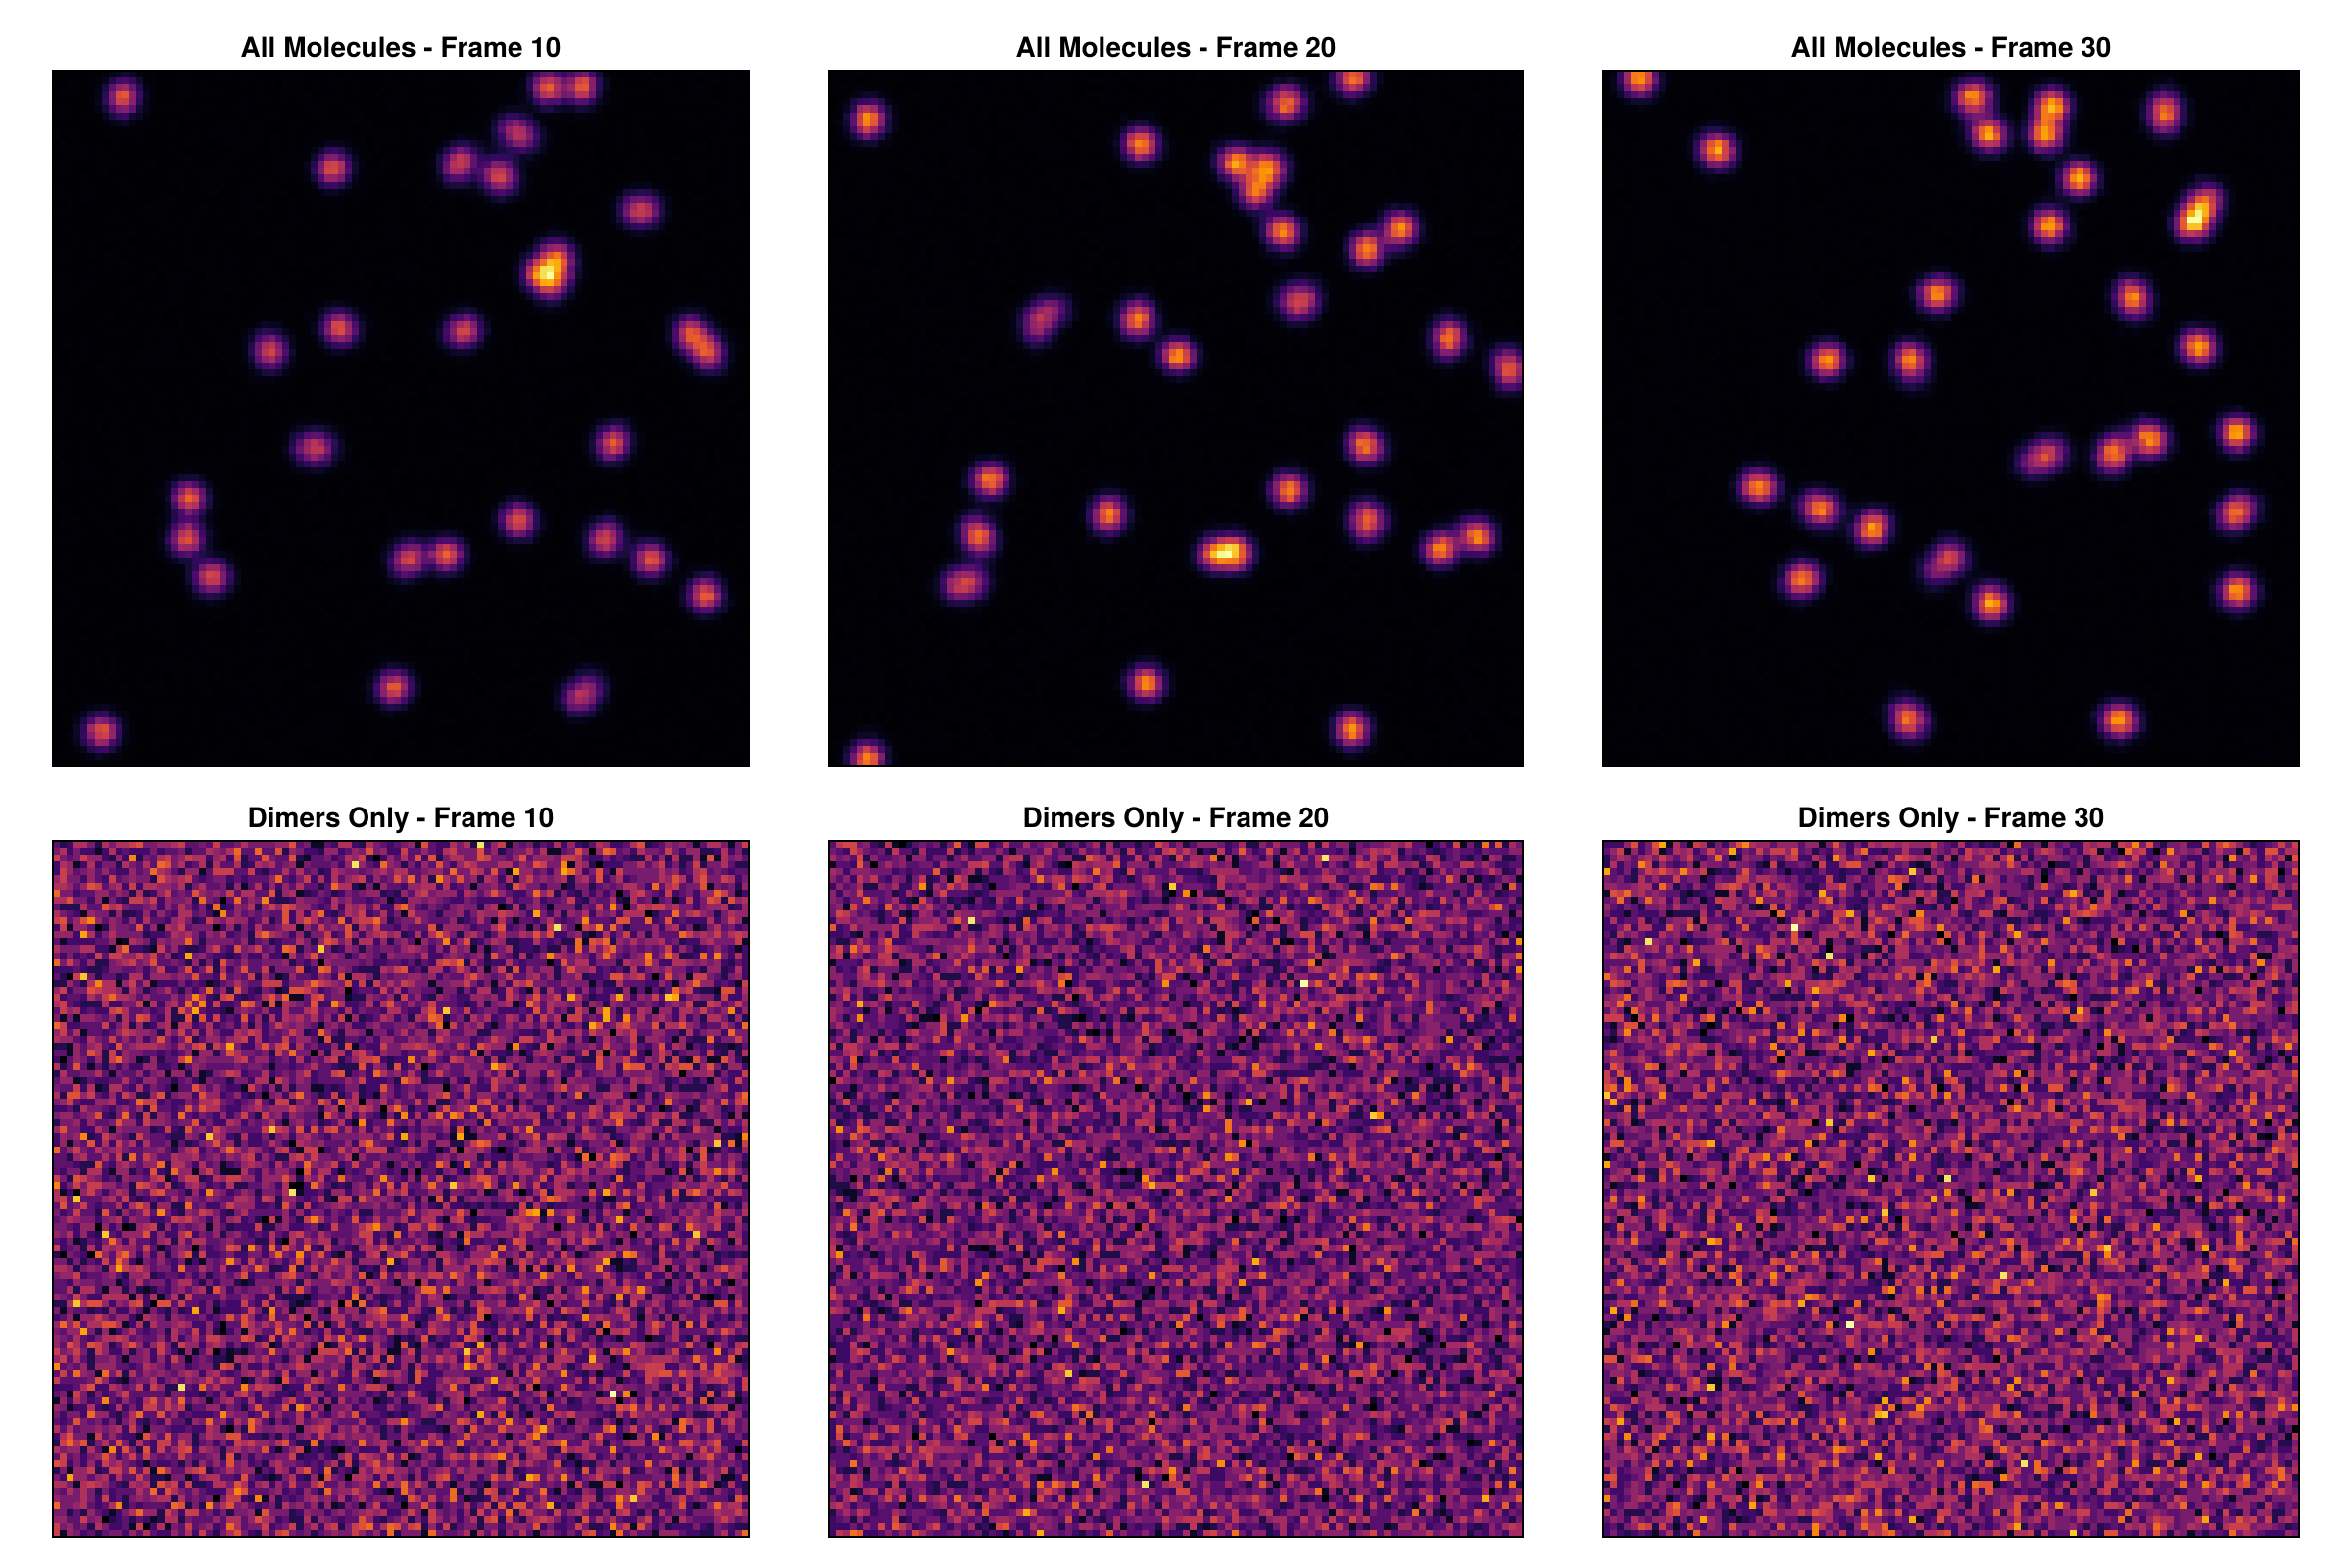 All Molecules - Frame 10
All Molecules - Frame 20
All Molecules - Frame 30
Dimers Only - Frame 10
Dimers Only - Frame 20
Dimers Only - Frame 30